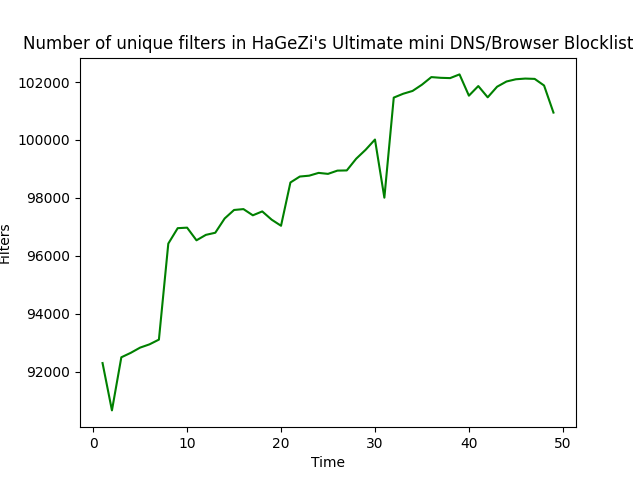 Number of unique filters in HaGeZi's Ultimate mini DNS/Browser Blocklist
102000
100000
98000
96000
94000
92000
Filters
0 10 20 30 40 50
Time